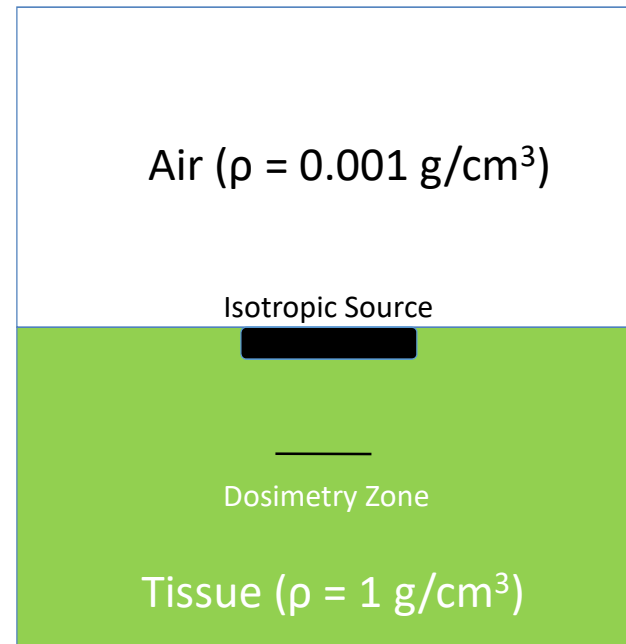 Air (ρ = 0.001 g/cm³)
Isotropic Source
Dosimetry Zone
Tissue (ρ = 1 g/cm³)